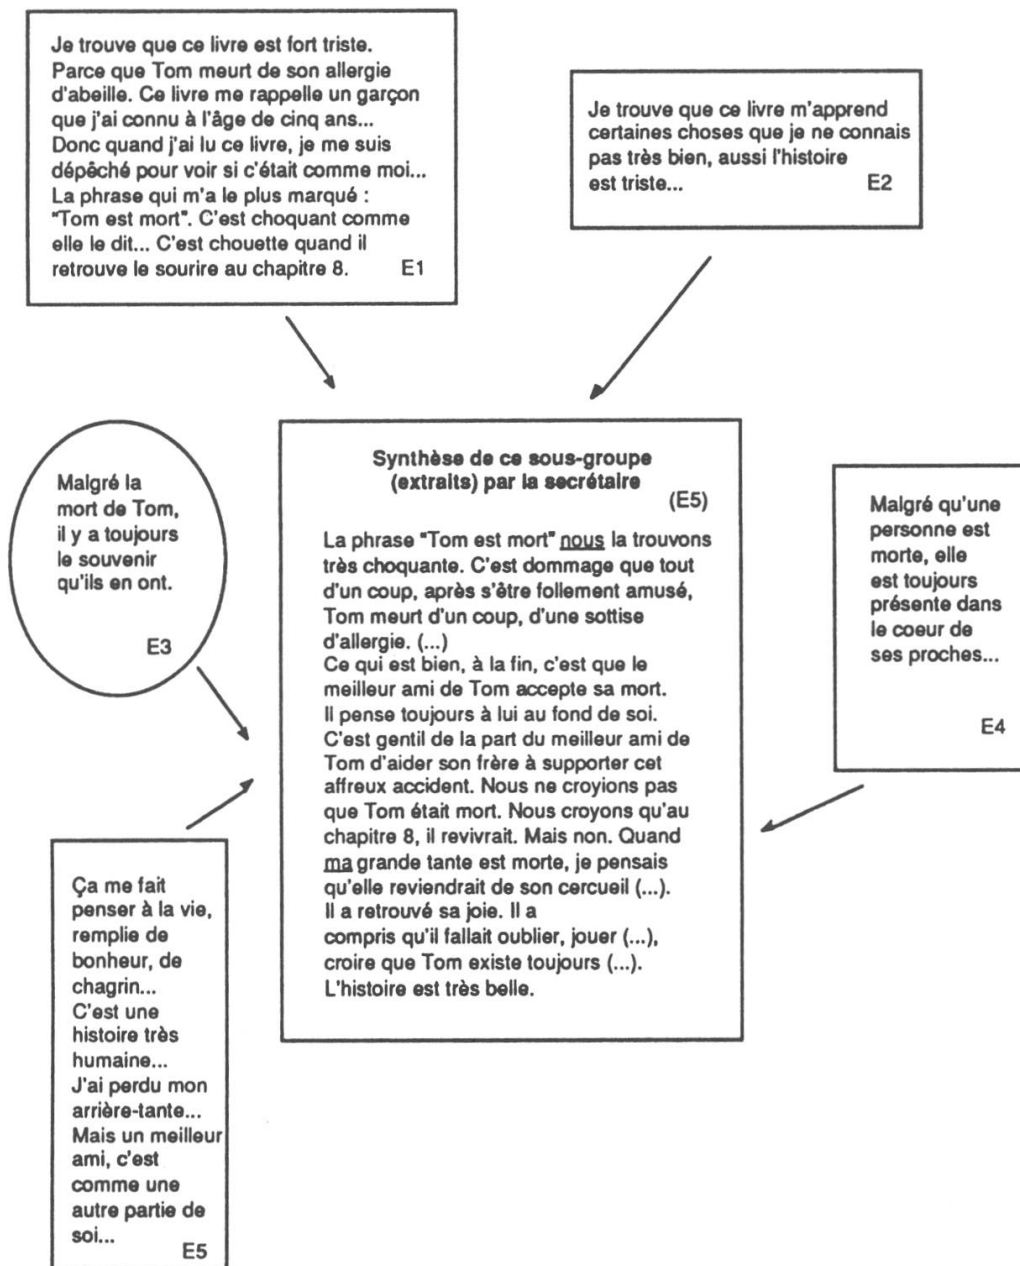 Je trouve que ce livre est fort triste.
Parce que Tom meurt de son allergie
d'abeille. Ce livre me rappelle un garçon
que j'ai connu à l'âge de cinq ans...
Donc quand j'ai lu ce livre, je me suis
dépêché pour voir si c'était comme moi...
La phrase qui m'a le plus marqué :
"Tom est mort". C'est choquant comme
elle le dit... C'est chouette quand il
retrouve le sourire au chapitre 8. E1
Je trouve que ce livre m'apprend
certaines choses que je ne connais
pas très bien, aussi l'histoire
est triste... E2
Malgré la
mort de Tom,
il y a toujours
le souvenir
qu'ils en ont.
E3
Synthèse de ce sous-groupe
(extraits) par la secrétaire
(E5)
La phrase "Tom est mort" nous la trouvons
très choquante. C'est dommage que tout
d'un coup, après s'être follement amusé,
Tom meurt d'un coup, d'une sottise
d'allergie. (...)
Ce qui est bien, à la fin, c'est que le
meilleur ami de Tom accepte sa mort.
Il pense toujours à lui au fond de soi.
C'est gentil de la part du meilleur ami de
Tom d'aider son frère à supporter cet
affreux accident. Nous ne croyions pas
que Tom était mort. Nous croyons qu'au
chapitre 8, il revivrait. Mais non. Quand
ma grande tante est morte, je pensais
qu'elle reviendrait de son cercueil (...).
Il a retrouvé sa joie. Il a
compris qu'il fallait oublier, jouer (...),
croire que Tom existe toujours (...).
L'histoire est très belle.
Malgré qu'une
personne est
morte, elle
est toujours
présente dans
le coeur de
ses proches...
E4
Ça me fait
penser à la vie,
remplie de
bonheur, de
chagrin...
C'est une
histoire très
humaine...
J'ai perdu mon
arrière-tante...
Mais un meilleur
ami, c'est
comme une
autre partie de
soi...
E5